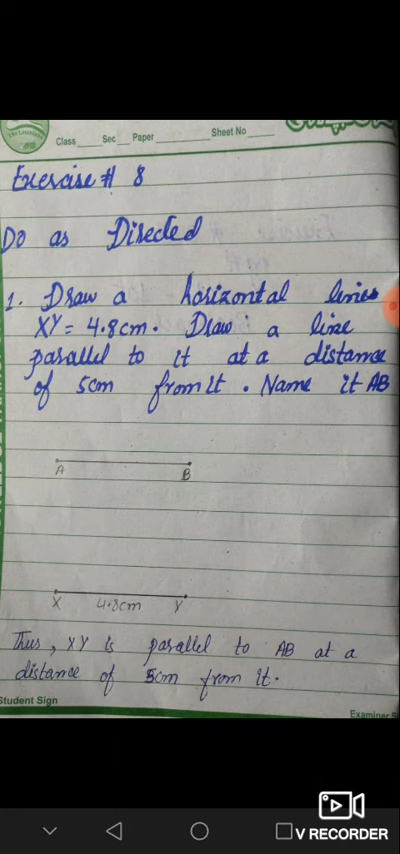 Class Sec Paper Sheet No
Exercise # 8
Do as Directed
1. Draw a horizontal lines
XY = 4.8cm. Draw a line
parallel to it at a distance
of 5cm from it. Name it AB
A B
X 4.8cm Y
Thus, XY is parallel to AB at a
distance of 5cm from it.
Student Sign Examiner S
V RECORDER